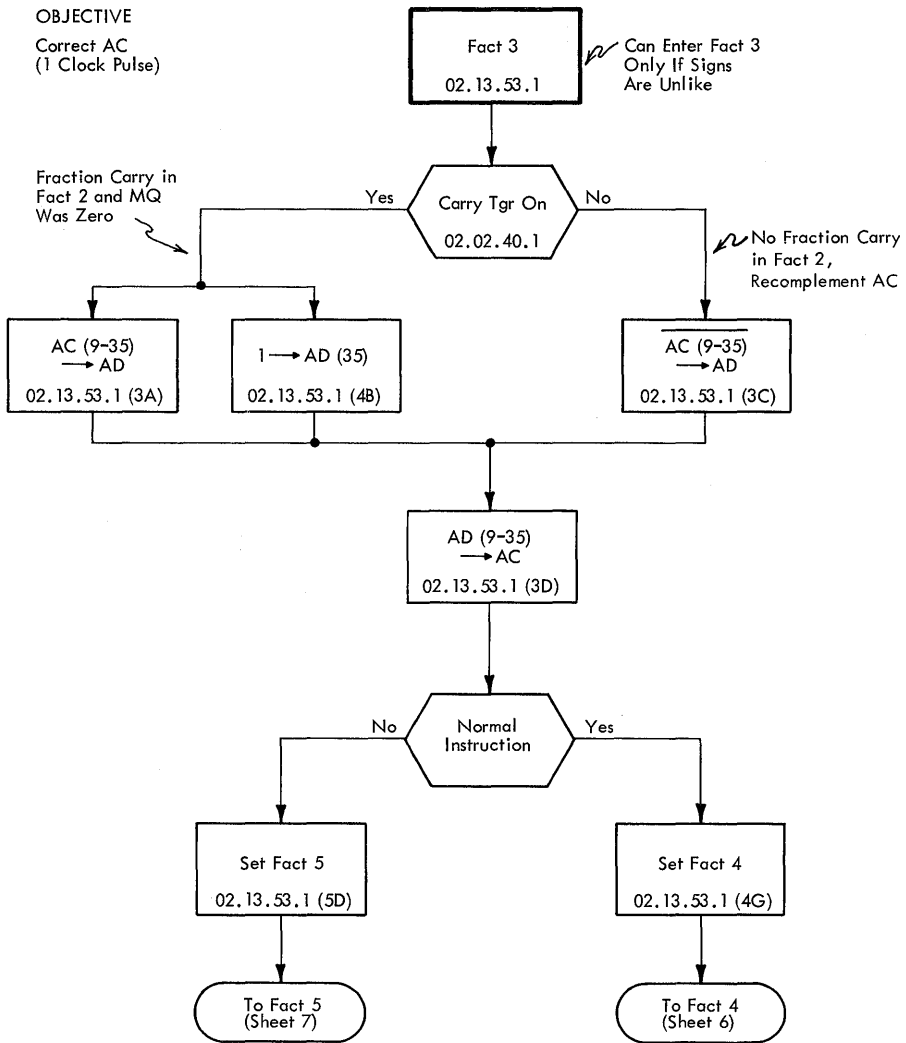 OBJECTIVE
Correct AC
(1 Clock Pulse)
Fact 3
02.13.53.1
Can Enter Fact 3
Only If Signs
Are Unlike
Fraction Carry in
Fact 2 and MQ
Was Zero
Yes
Carry Tgr On
02.02.40.1
No
No Fraction Carry
in Fact 2,
Recomplement AC
AC (9-35)
→ AD
02.13.53.1 (3A)
1 → AD (35)
02.13.53.1 (4B)
A̅C̅ ̅(̅9̅-̅3̅5̅)̅
→ AD
02.13.53.1 (3C)
AD (9-35)
→ AC
02.13.53.1 (3D)
No
Normal
Instruction
Yes
Set Fact 5
02.13.53.1 (5D)
Set Fact 4
02.13.53.1 (4G)
To Fact 5
(Sheet 7)
To Fact 4
(Sheet 6)